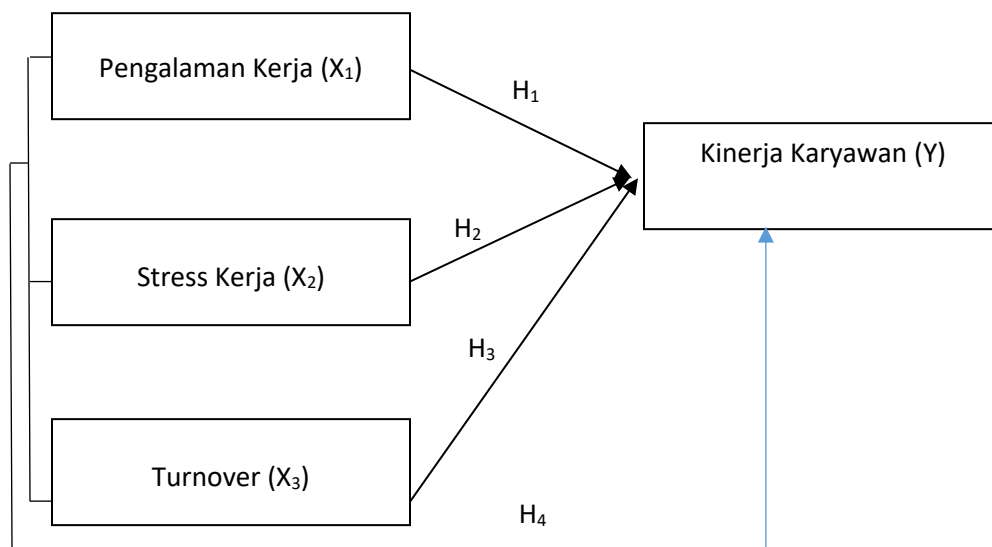 Pengalaman Kerja (X₁)
H₁
Kinerja Karyawan (Y)
H₂
Stress Kerja (X₂)
H₃
Turnover (X₃)
H₄